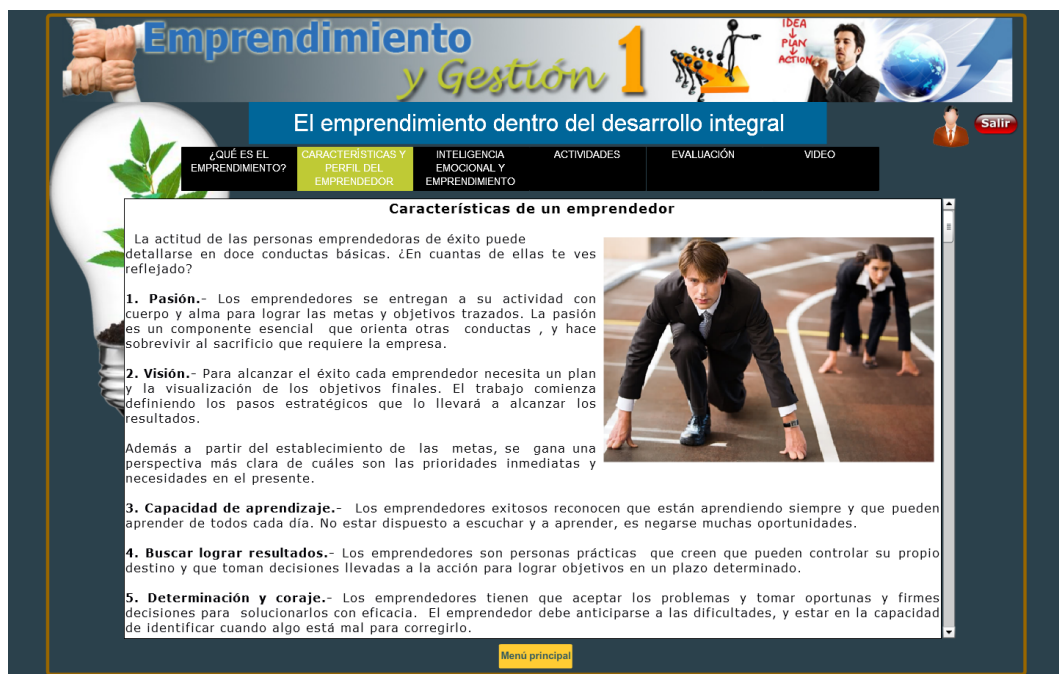 Emprendimiento
y Gestión 1
IDEA
PLAN
ACTION
El emprendimiento dentro del desarrollo integral
Salir
¿QUÉ ES EL
EMPRENDIMIENTO?
CARACTERÍSTICAS Y
PERFIL DEL
EMPRENDEDOR
INTELIGENCIA
EMOCIONAL Y
EMPRENDIMIENTO
ACTIVIDADES
EVALUACIÓN
VIDEO
Características de un emprendedor
La actitud de las personas emprendedoras de éxito puede
detallarse en doce conductas básicas. ¿En cuantas de ellas te ves
reflejado?
1. Pasión.- Los emprendedores se entregan a su actividad con
cuerpo y alma para lograr las metas y objetivos trazados. La pasión
es un componente esencial que orienta otras conductas , y hace
sobrevivir al sacrificio que requiere la empresa.
2. Visión.- Para alcanzar el éxito cada emprendedor necesita un plan
y la visualización de los objetivos finales. El trabajo comienza
definiendo los pasos estratégicos que lo llevará a alcanzar los
resultados.
Además a partir del establecimiento de las metas, se gana una
perspectiva más clara de cuáles son las prioridades inmediatas y
necesidades en el presente.
3. Capacidad de aprendizaje.- Los emprendedores exitosos reconocen que están aprendiendo siempre y que pueden
aprender de todos cada día. No estar dispuesto a escuchar y a aprender, es negarse muchas oportunidades.
4. Buscar lograr resultados.- Los emprendedores son personas prácticas que creen que pueden controlar su propio
destino y que toman decisiones llevadas a la acción para lograr objetivos en un plazo determinado.
5. Determinación y coraje.- Los emprendedores tienen que aceptar los problemas y tomar oportunas y firmes
decisiones para solucionarlos con eficacia. El emprendedor debe anticiparse a las dificultades, y estar en la capacidad
de identificar cuando algo está mal para corregirlo.
Menú principal